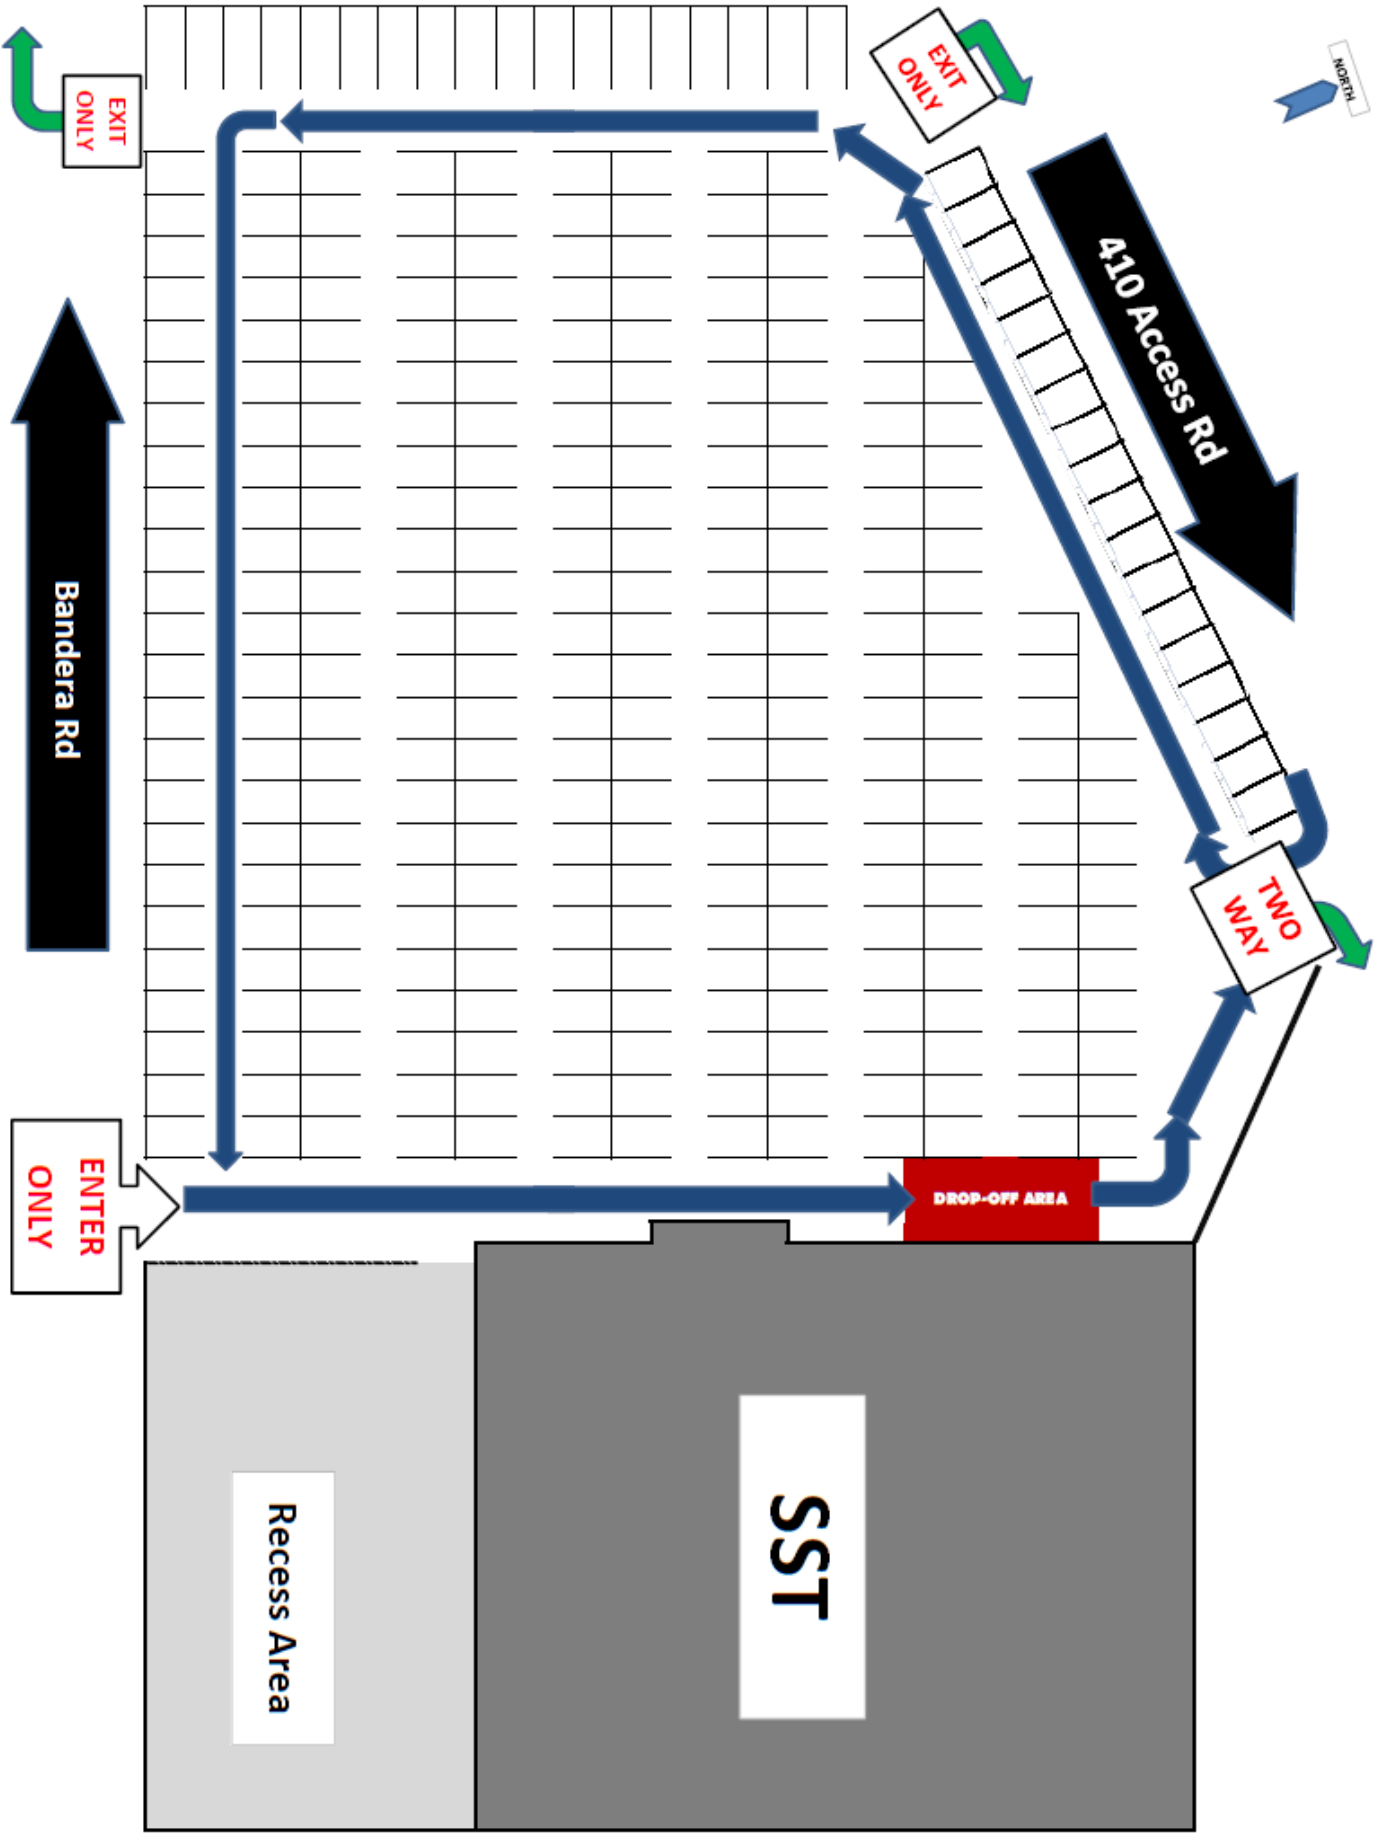 EXIT
ONLY
EXIT
ONLY
NORTH
410 Access Rd
Bandera Rd
TWO
WAY
ENTER
ONLY
DROP-OFF AREA
SST
Recess Area